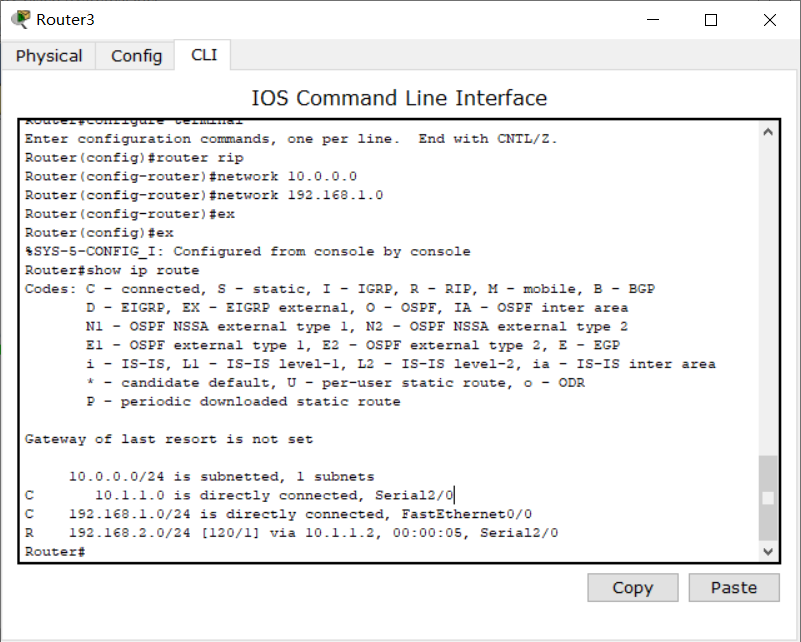 Router3
Physical Config CLI
IOS Command Line Interface
Router#configure terminal
Enter configuration commands, one per line.  End with CNTL/Z.
Router(config)#router rip
Router(config-router)#network 10.0.0.0
Router(config-router)#network 192.168.1.0
Router(config-router)#ex
Router(config)#ex
%SYS-5-CONFIG_I: Configured from console by console
Router#show ip route
Codes: C - connected, S - static, I - IGRP, R - RIP, M - mobile, B - BGP
       D - EIGRP, EX - EIGRP external, O - OSPF, IA - OSPF inter area
       N1 - OSPF NSSA external type 1, N2 - OSPF NSSA external type 2
       E1 - OSPF external type 1, E2 - OSPF external type 2, E - EGP
       i - IS-IS, L1 - IS-IS level-1, L2 - IS-IS level-2, ia - IS-IS inter area
       * - candidate default, U - per-user static route, o - ODR
       P - periodic downloaded static route
Gateway of last resort is not set
     10.0.0.0/24 is subnetted, 1 subnets
C       10.1.1.0 is directly connected, Serial2/0
C    192.168.1.0/24 is directly connected, FastEthernet0/0
R    192.168.2.0/24 [120/1] via 10.1.1.2, 00:00:05, Serial2/0
Router#
Copy Paste